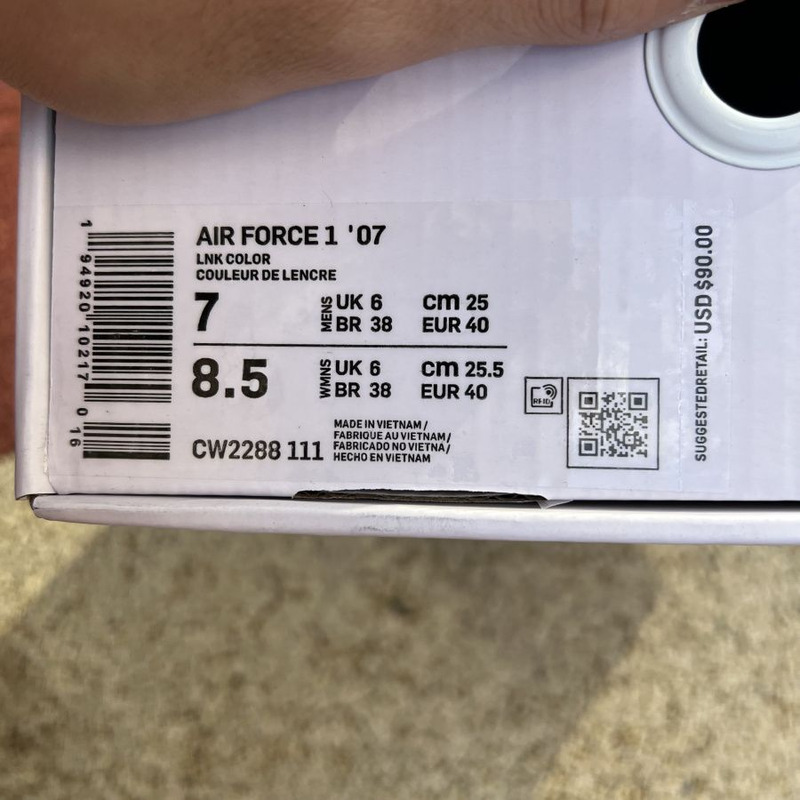 AIR FORCE 1 '07
LNK COLOR
COULEUR DE LENCRE
7 MENS UK 6 cm 25
BR 38 EUR 40
8.5 WMNS UK 6 cm 25.5
BR 38 EUR 40
CW2288 111
MADE IN VIETNAM /
FABRIQUE AU VIETNAM /
FABRICADO NO VIETNA /
HECHO EN VIETNAM
RFID
1 94920 10217 0 16
SUGGESTEDRETAIL: USD $90.00